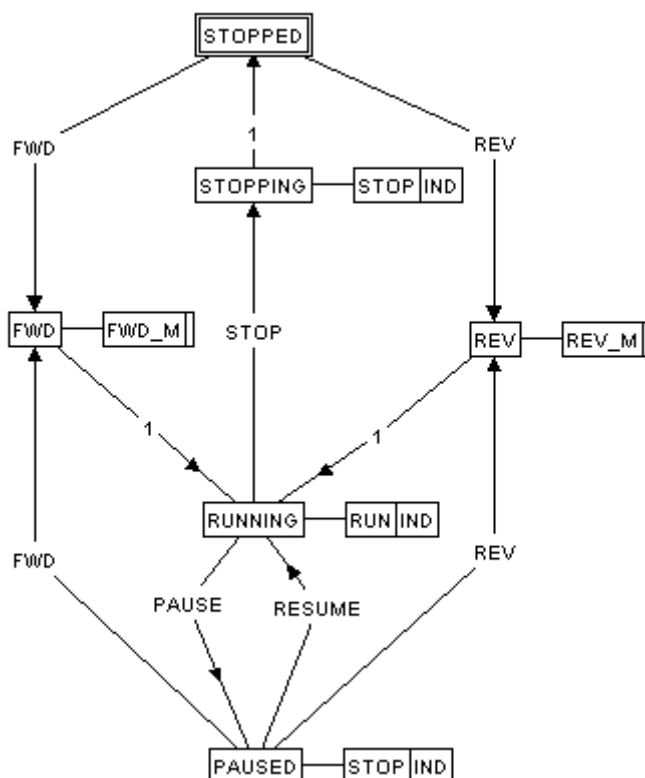 STOPPED
FWD
1
REV
STOPPING
STOP IND
FWD
FWD_M
STOP
REV
REV_M
1
1
RUNNING
RUN IND
FWD
REV
PAUSE
RESUME
PAUSED
STOP IND